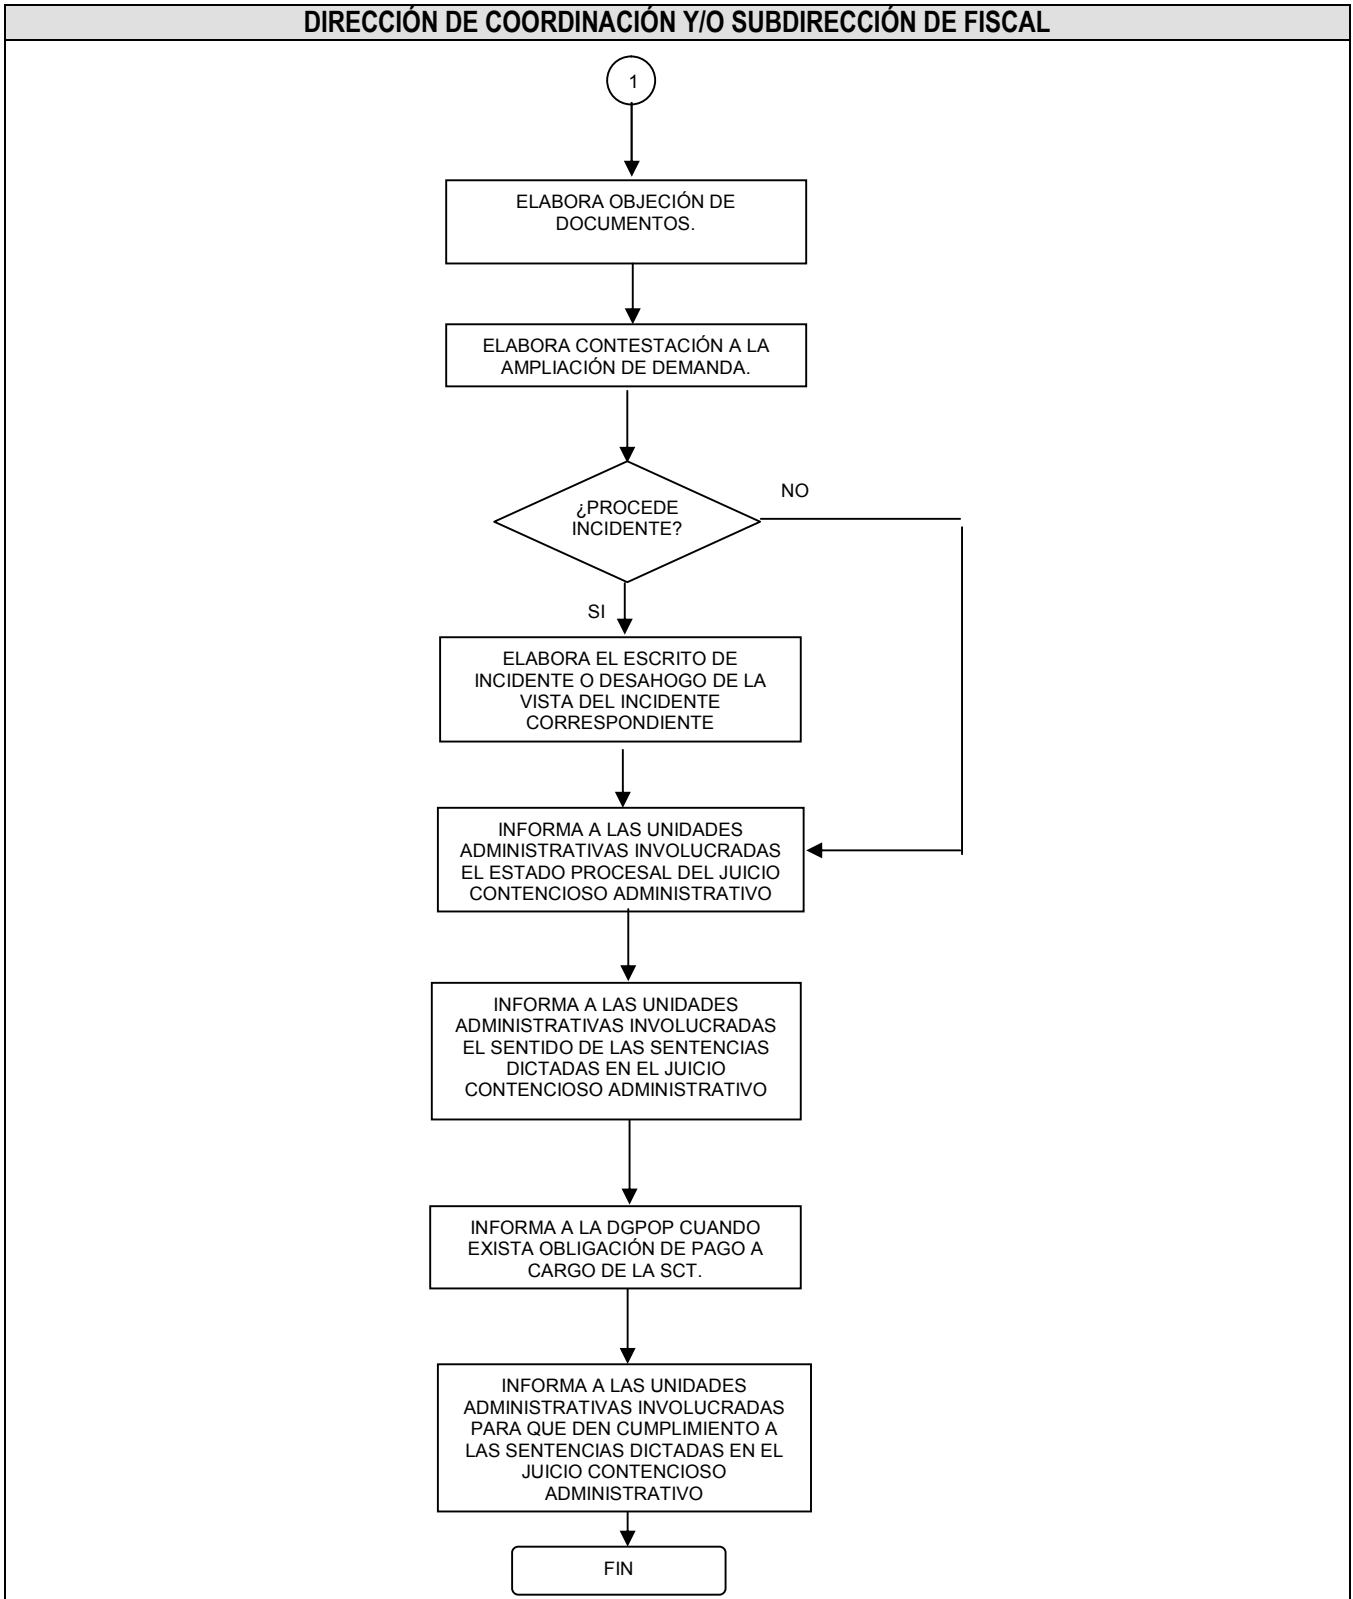 DIRECCIÓN DE COORDINACIÓN Y/O SUBDIRECCIÓN DE FISCAL
1
ELABORA OBJECIÓN DE
DOCUMENTOS.
ELABORA CONTESTACIÓN A LA
AMPLIACIÓN DE DEMANDA.
NO
¿PROCEDE
INCIDENTE?
SI
ELABORA EL ESCRITO DE
INCIDENTE O DESAHOGO DE LA
VISTA DEL INCIDENTE
CORRESPONDIENTE
INFORMA A LAS UNIDADES
ADMINISTRATIVAS INVOLUCRADAS
EL ESTADO PROCESAL DEL JUICIO
CONTENCIOSO ADMINISTRATIVO
INFORMA A LAS UNIDADES
ADMINISTRATIVAS INVOLUCRADAS
EL SENTIDO DE LAS SENTENCIAS
DICTADAS EN EL JUICIO
CONTENCIOSO ADMINISTRATIVO
INFORMA A LA DGPOP CUANDO
EXISTA OBLIGACIÓN DE PAGO A
CARGO DE LA SCT.
INFORMA A LAS UNIDADES
ADMINISTRATIVAS INVOLUCRADAS
PARA QUE DEN CUMPLIMIENTO A
LAS SENTENCIAS DICTADAS EN EL
JUICIO CONTENCIOSO
ADMINISTRATIVO
FIN